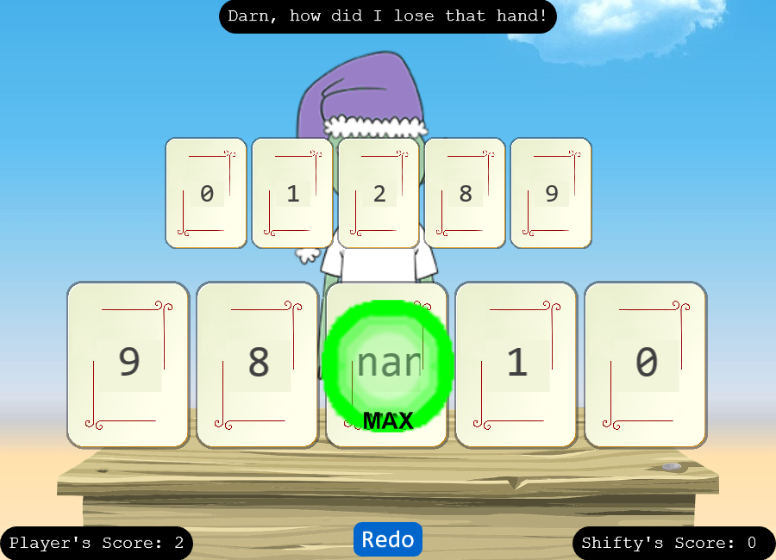 Darn, how did I lose that hand!
0 1 2 8 9
9 8 nan 1 0
MAX
Player's Score: 2
Redo
Shifty's Score: 0